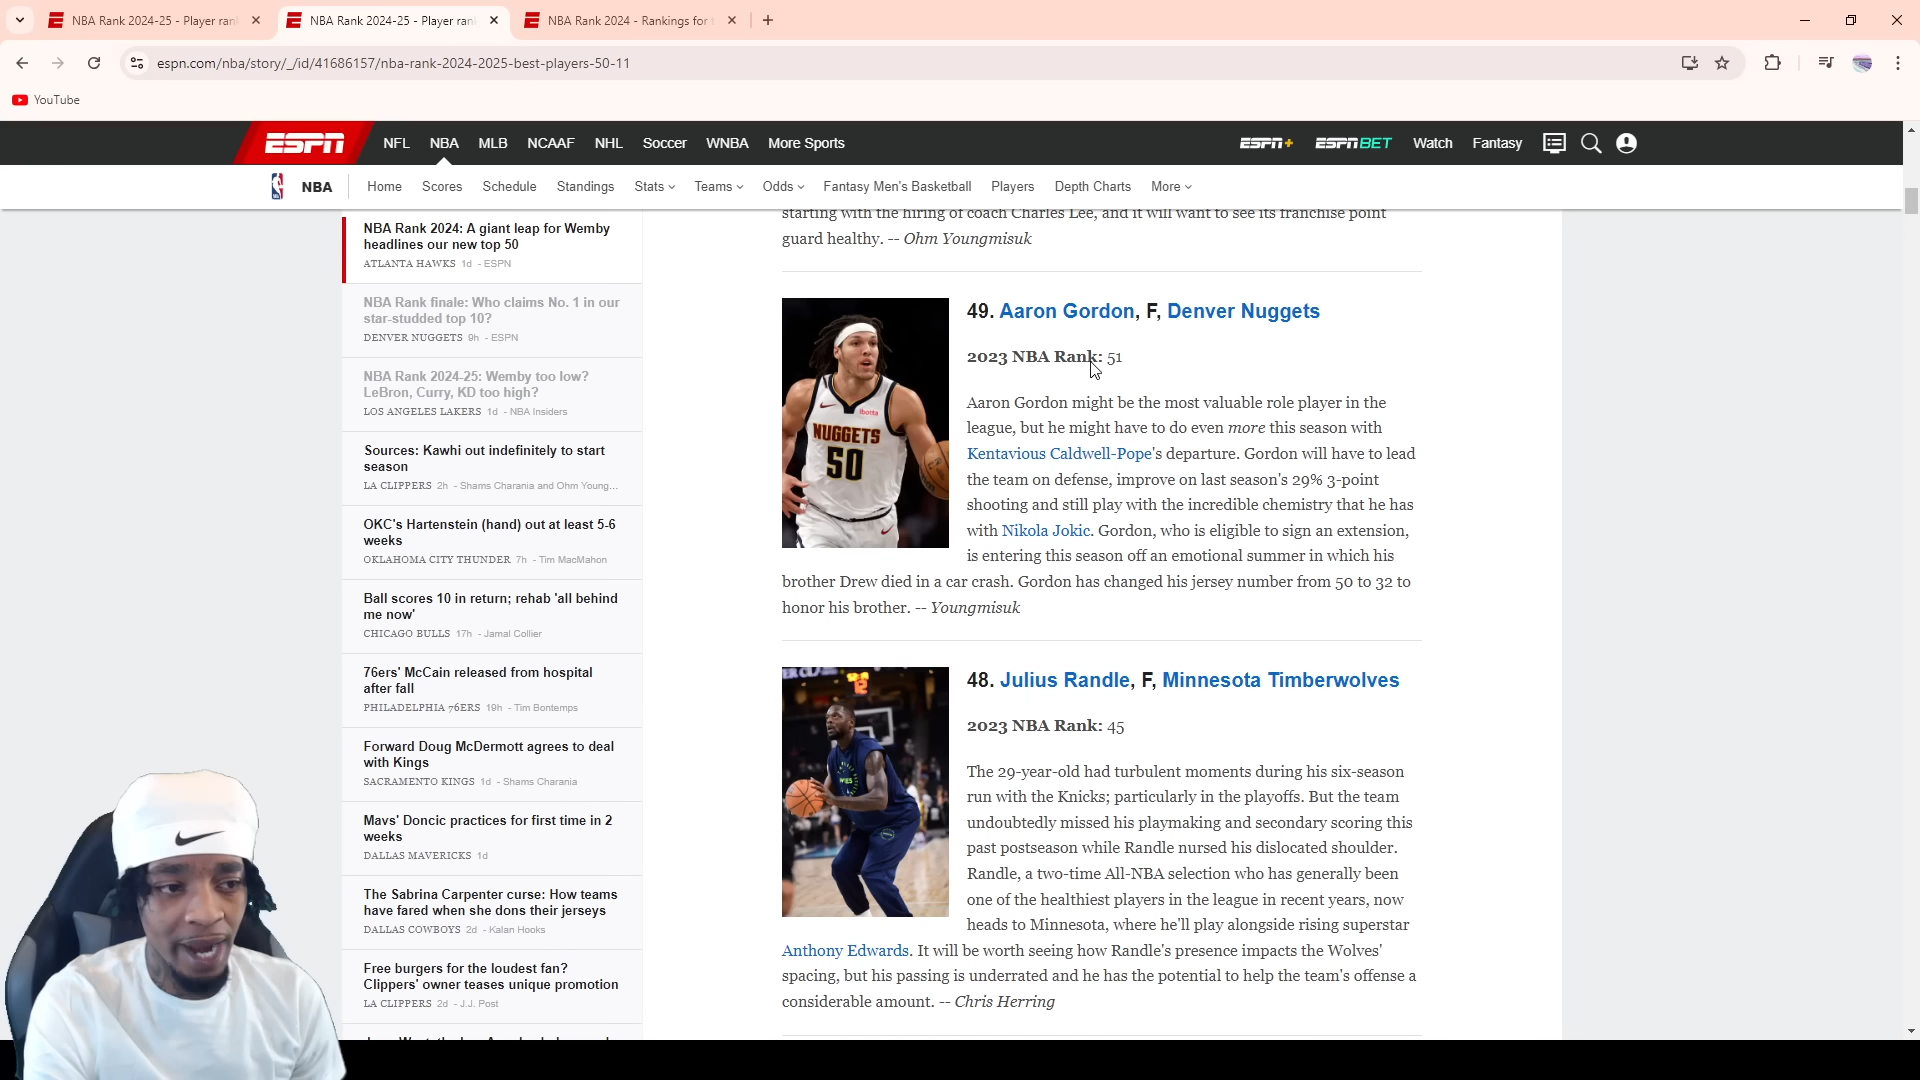 NBA Rank 2024-25 - Player ran
NBA Rank 2024-25 - Player rank
NBA Rank 2024 - Rankings for t
espn.com/nba/story/_/id/41686157/nba-rank-2024-2025-best-players-50-11
YouTube
ESPN
NFL NBA MLB NCAAF NHL Soccer WNBA More Sports
ESPN+ ESPN BET Watch Fantasy
NBA Home Scores Schedule Standings Stats Teams Odds Fantasy Men's Basketball Players Depth Charts More
NBA Rank 2024: A giant leap for Wemby
headlines our new top 50
ATLANTA HAWKS 1d - ESPN
NBA Rank finale: Who claims No. 1 in our
star-studded top 10?
DENVER NUGGETS 9h - ESPN
NBA Rank 2024-25: Wemby too low?
LeBron, Curry, KD too high?
LOS ANGELES LAKERS 1d - NBA Insiders
Sources: Kawhi out indefinitely to start
season
LA CLIPPERS 2h - Shams Charania and Ohm Young...
OKC's Hartenstein (hand) out at least 5-6
weeks
OKLAHOMA CITY THUNDER 7h - Tim MacMahon
Ball scores 10 in return; rehab 'all behind
me now'
CHICAGO BULLS 17h - Jamal Collier
76ers' McCain released from hospital
after fall
PHILADELPHIA 76ERS 19h - Tim Bontemps
Forward Doug McDermott agrees to deal
with Kings
SACRAMENTO KINGS 1d - Shams Charania
Mavs' Doncic practices for first time in 2
weeks
DALLAS MAVERICKS 1d
The Sabrina Carpenter curse: How teams
have fared when she dons their jerseys
DALLAS COWBOYS 2d - Kalan Hooks
Free burgers for the loudest fan?
Clippers' owner teases unique promotion
LA CLIPPERS 2d - J.J. Post
starting with the hiring of coach Charles Lee, and it will want to see its franchise point
guard healthy. -- Ohm Youngmisuk
ibotta
NUGGETS
50
49. Aaron Gordon, F, Denver Nuggets
2023 NBA Rank: 51
Aaron Gordon might be the most valuable role player in the
league, but he might have to do even more this season with
Kentavious Caldwell-Pope's departure. Gordon will have to lead
the team on defense, improve on last season's 29% 3-point
shooting and still play with the incredible chemistry that he has
with Nikola Jokic. Gordon, who is eligible to sign an extension,
is entering this season off an emotional summer in which his
brother Drew died in a car crash. Gordon has changed his jersey number from 50 to 32 to
honor his brother. -- Youngmisuk
48. Julius Randle, F, Minnesota Timberwolves
2023 NBA Rank: 45
The 29-year-old had turbulent moments during his six-season
run with the Knicks; particularly in the playoffs. But the team
undoubtedly missed his playmaking and secondary scoring this
past postseason while Randle nursed his dislocated shoulder.
Randle, a two-time All-NBA selection who has generally been
one of the healthiest players in the league in recent years, now
heads to Minnesota, where he'll play alongside rising superstar
Anthony Edwards. It will be worth seeing how Randle's presence impacts the Wolves'
spacing, but his passing is underrated and he has the potential to help the team's offense a
considerable amount. -- Chris Herring